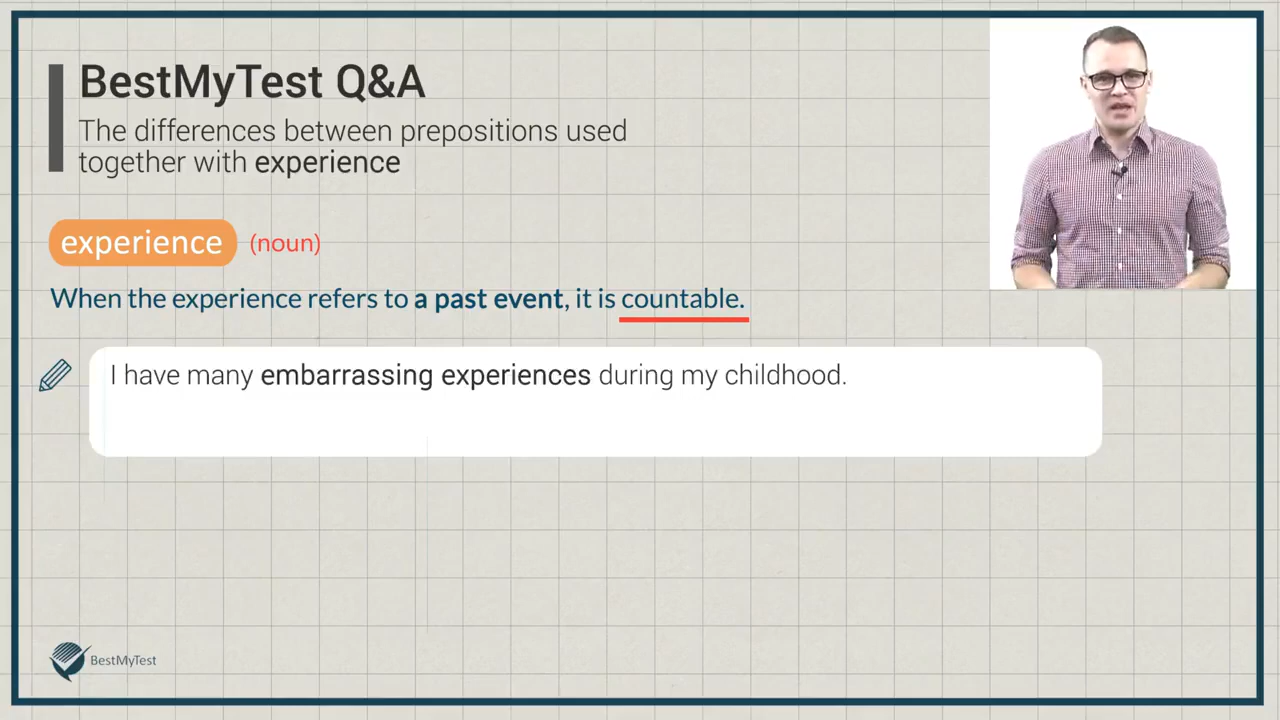 BestMyTest Q&A
The differences between prepositions used
together with experience
experience (noun)
When the experience refers to a past event, it is countable.
I have many embarrassing experiences during my childhood.
BestMyTest